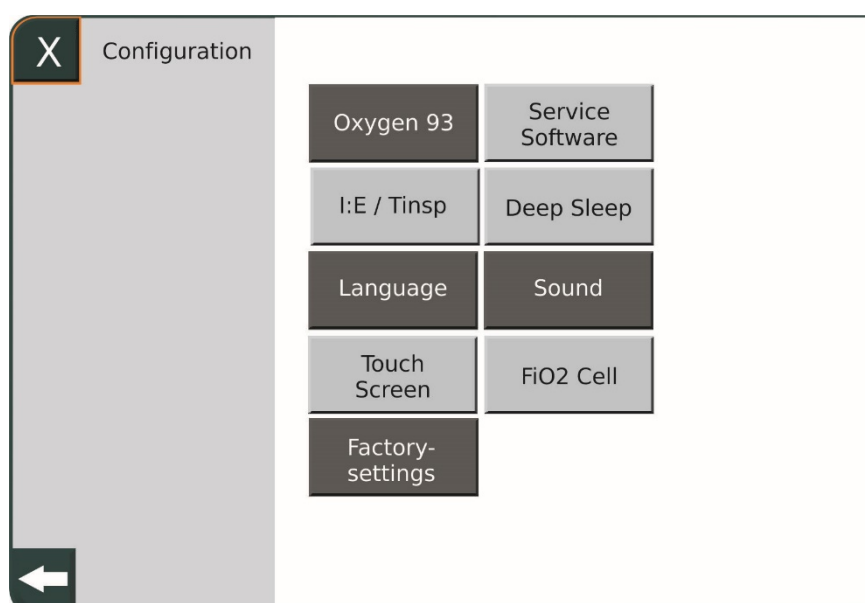 X
Configuration
Oxygen 93
Service
Software
I:E / Tinsp
Deep Sleep
Language
Sound
Touch
Screen
FiO2 Cell
Factory-
settings